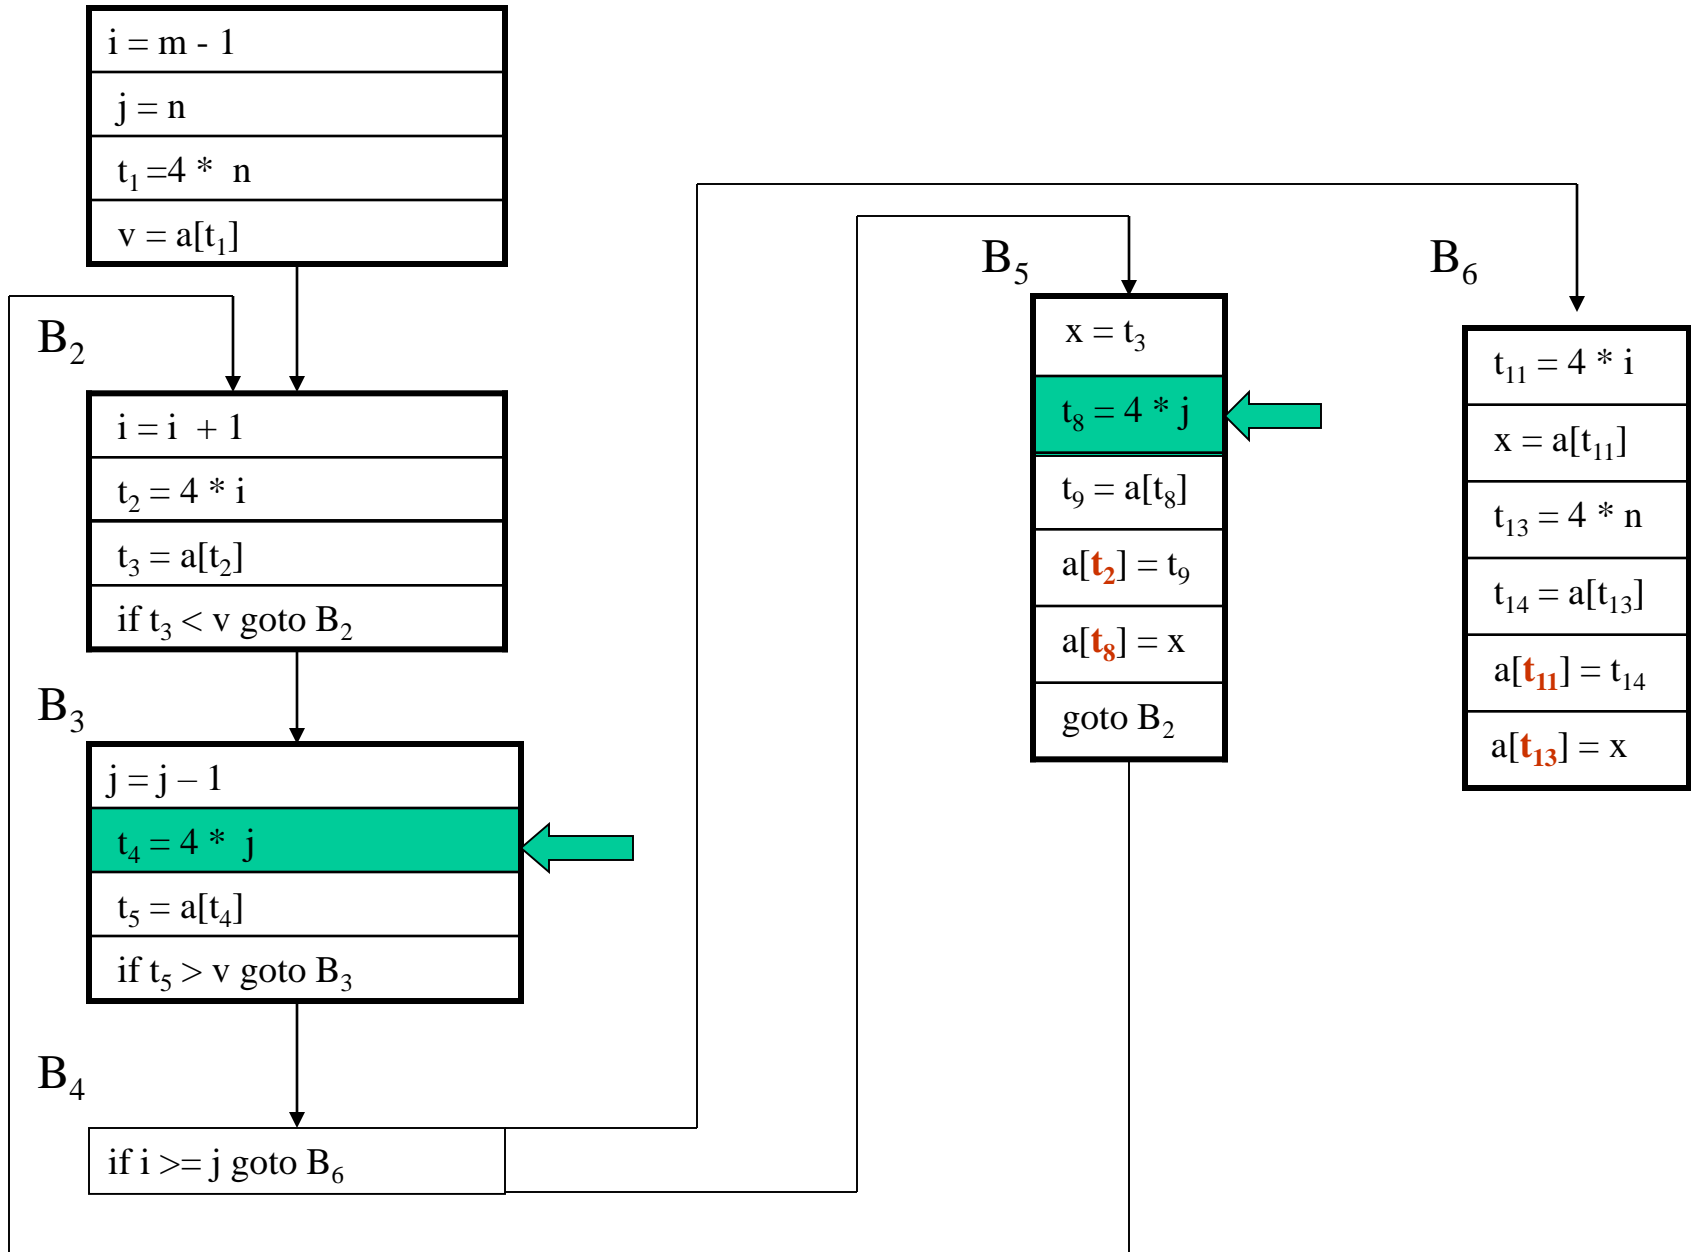 i = m - 1
j = n
t₁ =4 * n
v = a[t₁]
B₂
i = i + 1
t₂ = 4 * i
t₃ = a[t₂]
if t₃ < v goto B₂
B₃
j = j – 1
t₄ = 4 * j
t₅ = a[t₄]
if t₅ > v goto B₃
B₄
if i >= j goto B₆
B₅
x = t₃
t₈ = 4 * j
t₉ = a[t₈]
a[t₂] = t₉
a[t₈] = x
goto B₂
B₆
t₁₁ = 4 * i
x = a[t₁₁]
t₁₃ = 4 * n
t₁₄ = a[t₁₃]
a[t₁₁] = t₁₄
a[t₁₃] = x